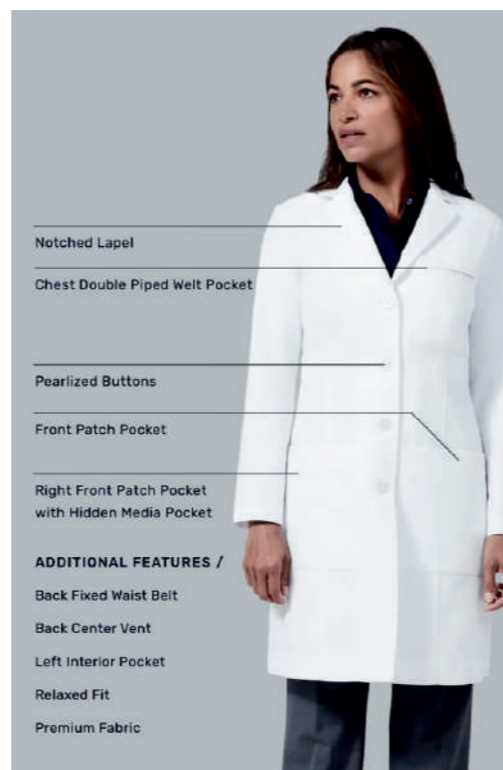 Notched Lapel
Chest Double Piped Welt Pocket
Pearlized Buttons
Front Patch Pocket
Right Front Patch Pocket
with Hidden Media Pocket
ADDITIONAL FEATURES /
Back Fixed Waist Belt
Back Center Vent
Left Interior Pocket
Relaxed Fit
Premium Fabric